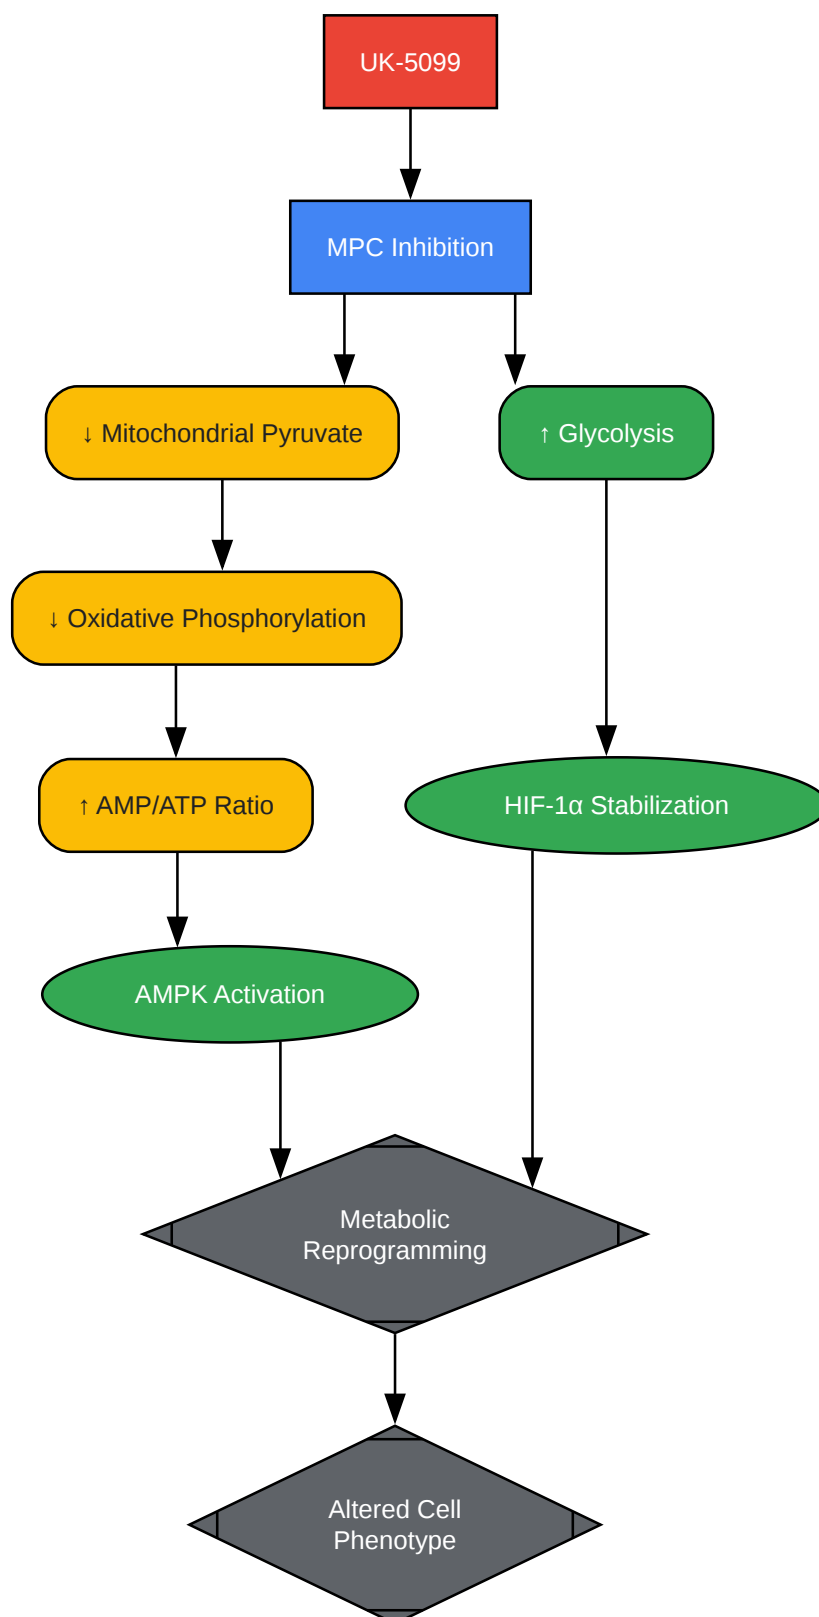 UK-5099
MPC Inhibition
↓ Mitochondrial Pyruvate
↑ Glycolysis
↓ Oxidative Phosphorylation
↑ AMP/ATP Ratio
HIF-1α Stabilization
AMPK Activation
Metabolic
Reprogramming
Altered Cell
Phenotype